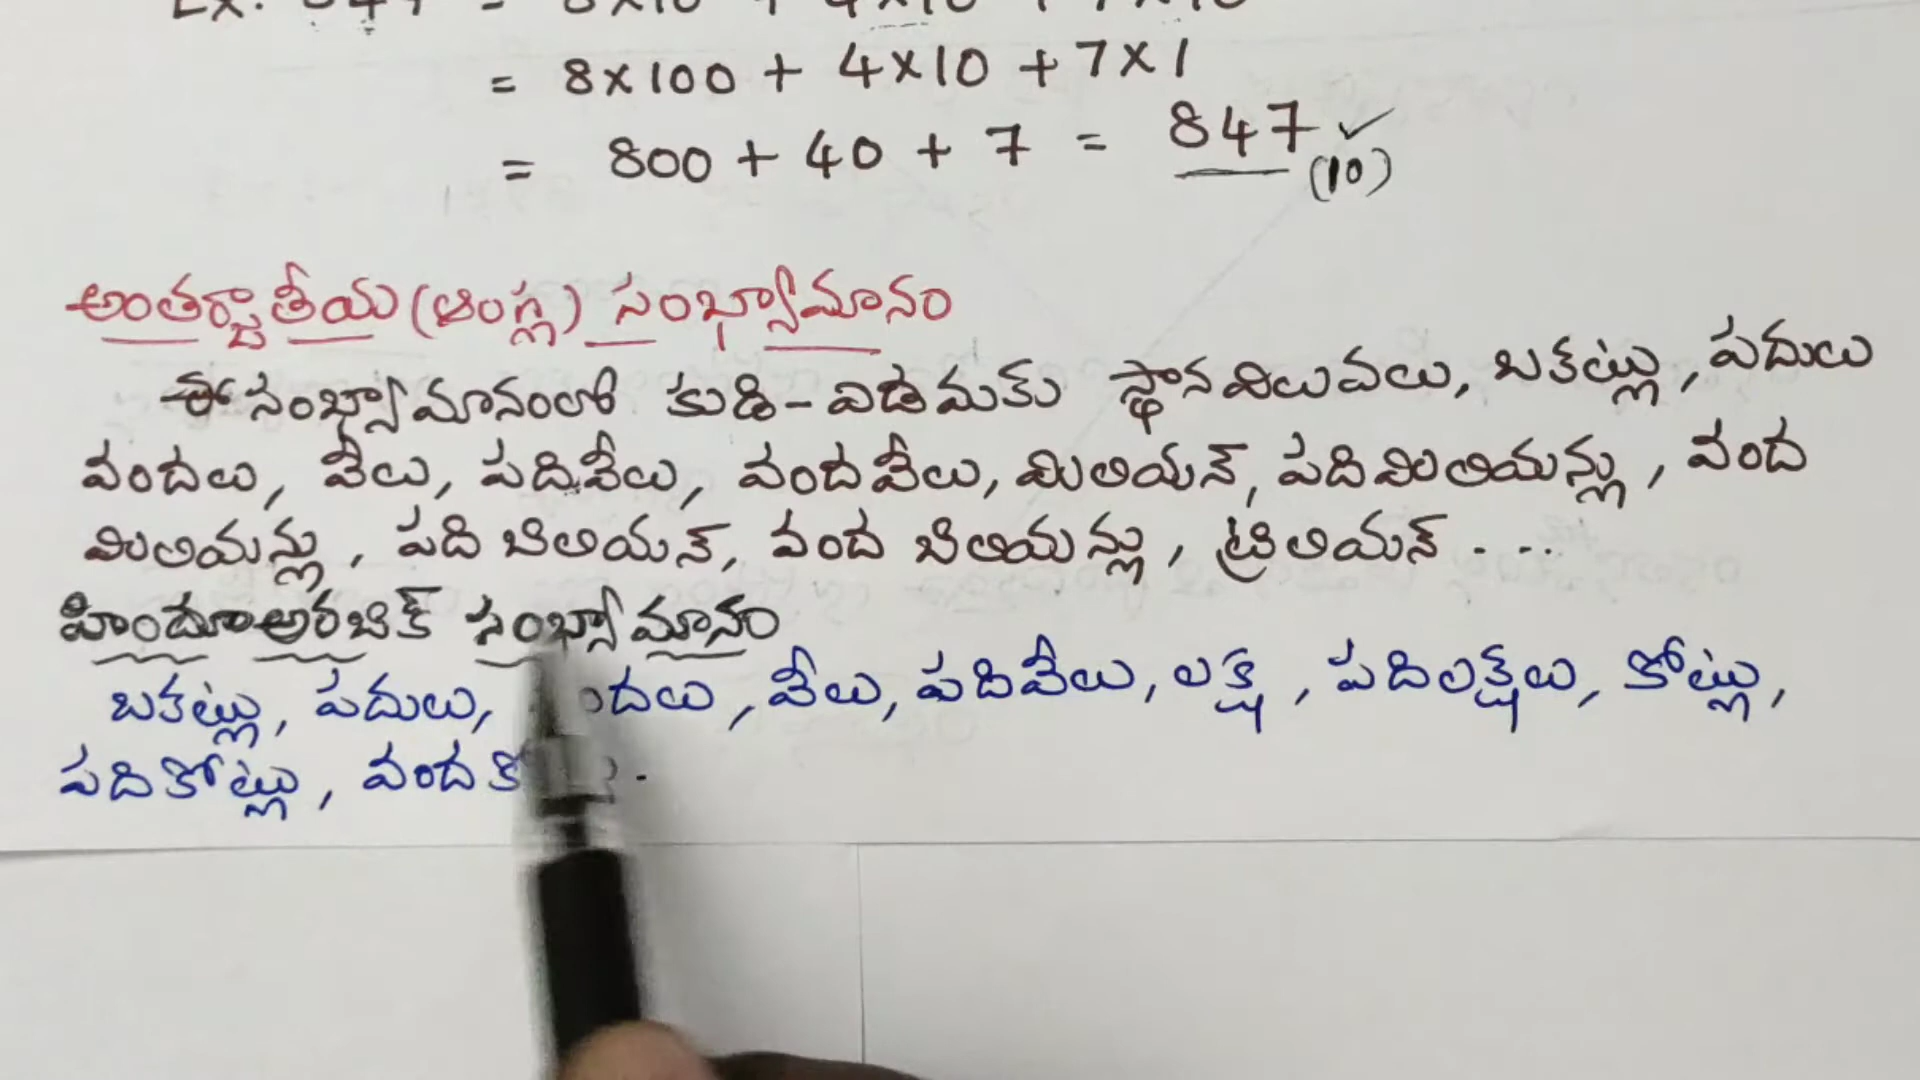 = 8×100 + 4×10 + 7×1
= 800 + 40 + 7 = 847 ✓
(10)
అంతర్జాతీయ (ఆంగ్ల) సంఖ్యామానం
ఈ సంఖ్యామానంలో కుడి-ఎడమకు స్థానవిలువలు, ఒకట్లు, పదులు
వందలు, వేలు, పదివేలు, వందవేలు, మిలియన్, పదిమిలియన్లు, వంద
మిలియన్లు, పది బిలియన్, వంద బిలియన్లు, ట్రిలియన్ . ...
హిందూఅరబిక్ సంఖ్యామానం
ఒకట్లు, పదులు, వేలు, పదివేలు, లక్ష, పదిలక్షలు, కోట్లు,
పదికోట్లు,